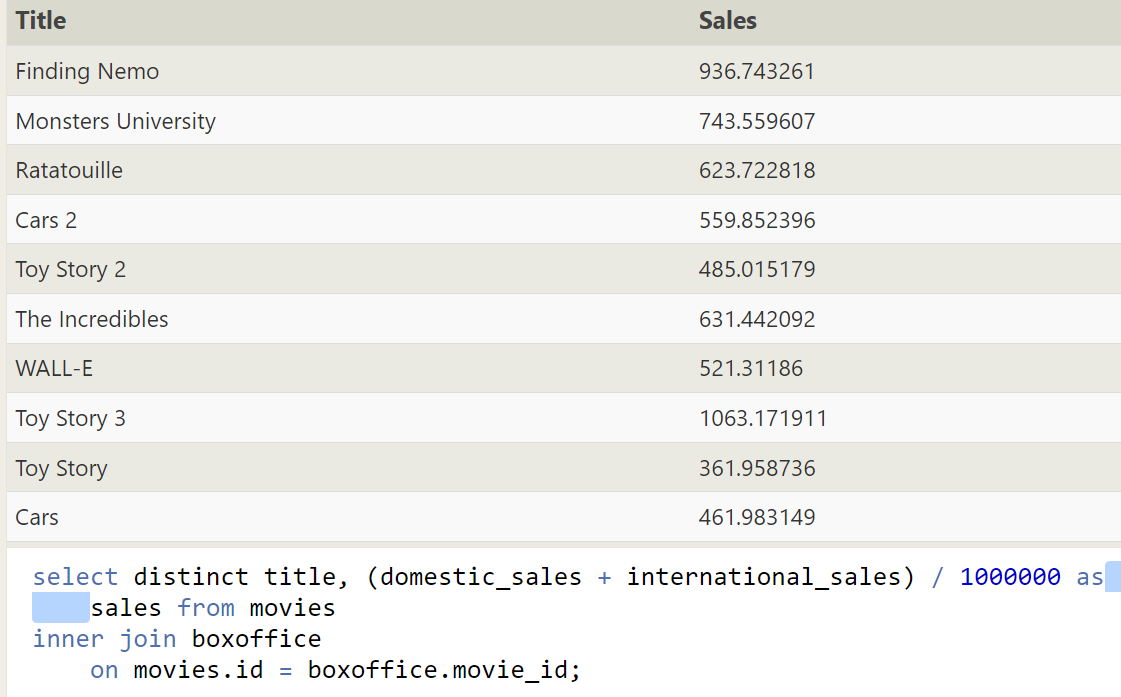 Title Sales
Finding Nemo 936.743261
Monsters University 743.559607
Ratatouille 623.722818
Cars 2 559.852396
Toy Story 2 485.015179
The Incredibles 631.442092
WALL-E 521.31186
Toy Story 3 1063.171911
Toy Story 361.958736
Cars 461.983149
select distinct title, (domestic_sales + international_sales) / 1000000 as
sales from movies
inner join boxoffice
on movies.id = boxoffice.movie_id;